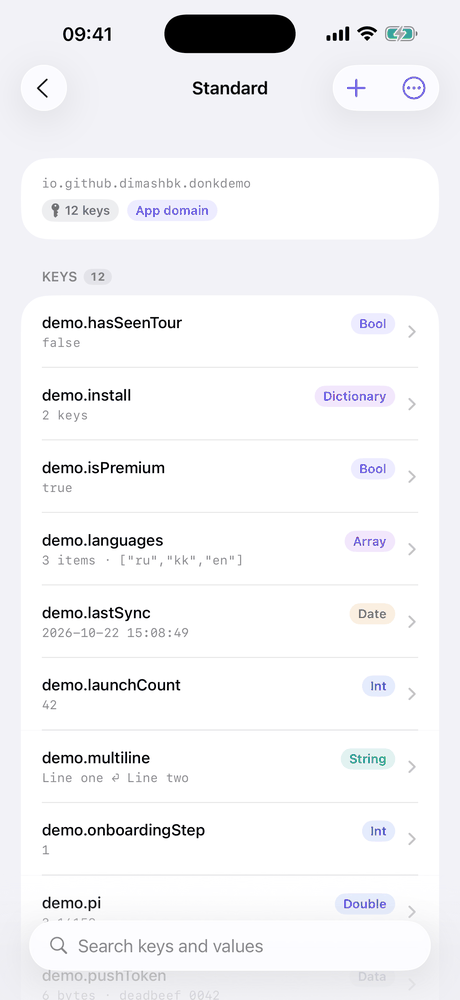 09:41
Standard
io.github.dimashbk.donkdemo
12 keys
App domain
KEYS 12
demo.hasSeenTour
Bool
false
demo.install
Dictionary
2 keys
demo.isPremium
Bool
true
demo.languages
Array
3 items · ["ru","kk","en"]
demo.lastSync
Date
2026-10-22 15:08:49
demo.launchCount
Int
42
demo.multiline
String
Line one ⏎ Line two
demo.onboardingStep
Int
1
demo.pi
Double
Search keys and values
demo.pushToken
Data
6 bytes · deadbeef 0042